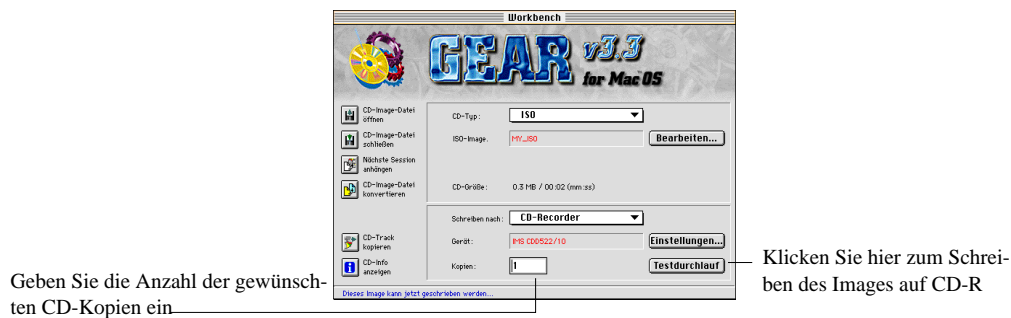 Workbench
GEAR v3.3
for Mac OS
CD-Image-Datei
öffnen
CD-Image-Datei
schließen
Nächste Session
anhängen
CD-Image-Datei
konvertieren
CD-Typ: ISO
ISO-Image. MY_ISO Bearbeiten...
CD-Größe: 0.3 MB / 00:02 (mm:ss)
Schreiben nach: CD-Recorder
CD-Track
kopieren
Gerät: IMS CDD522/10 Einstellungen...
CD-Info
anzeigen
Kopien: 1 Testdurchlauf
Dieses Image kann jetzt geschrieben werden...
Geben Sie die Anzahl der gewünsch-
ten CD-Kopien ein
Klicken Sie hier zum Schrei-
ben des Images auf CD-R